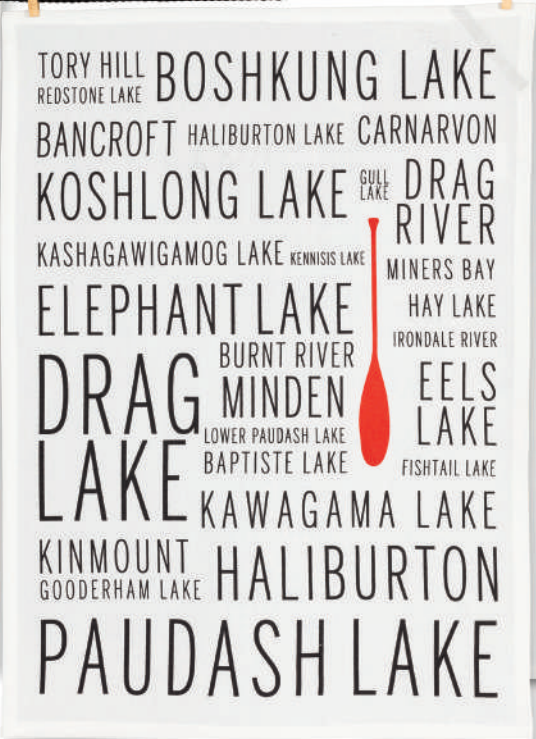 TORY HILL
REDSTONE LAKE
BOSHKUNG LAKE
BANCROFT
HALIBURTON LAKE
CARNARVON
KOSHLONG LAKE
GULL
LAKE
DRAG
RIVER
KASHAGAWIGAMOG LAKE
KENNISIS LAKE
MINERS BAY
ELEPHANT LAKE
HAY LAKE
IRONDALE RIVER
DRAG
LAKE
BURNT RIVER
MINDEN
LOWER PAUDASH LAKE
BAPTISTE LAKE
EELS
LAKE
FISHTAIL LAKE
KAWAGAMA LAKE
KINMOUNT
GOODERHAM LAKE
HALIBURTON
PAUDASH LAKE